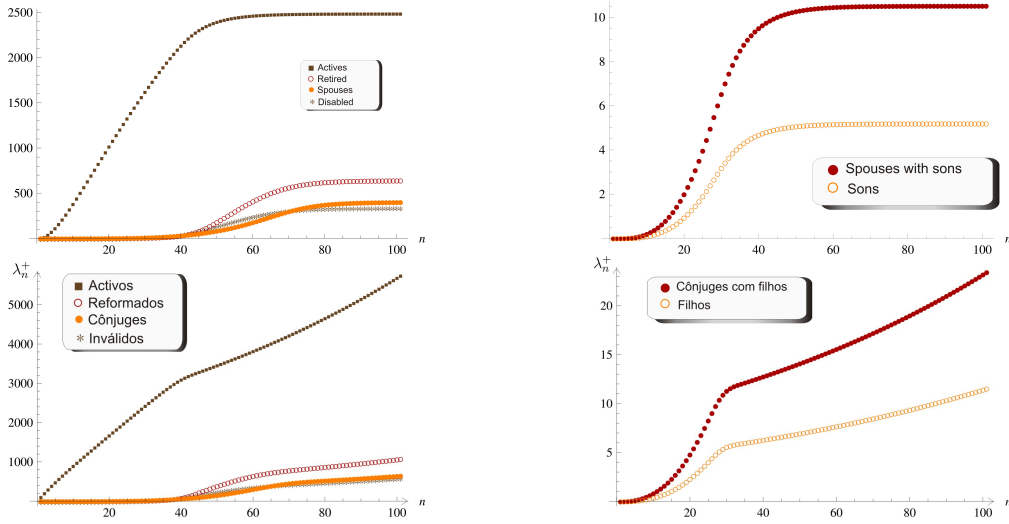 2500
2000
1500
1000
500
20
40
60
80
100
n
Actives
Retired
Spouses
Disabled
10
8
6
4
2
20
40
60
80
100
n
Spouses with sons
Sons
λn+
5000
4000
3000
2000
1000
20
40
60
80
100
n
Activos
Reformados
Cônjuges
Inválidos
λn+
20
15
10
5
20
40
60
80
100
n
Cônjuges com filhos
Filhos